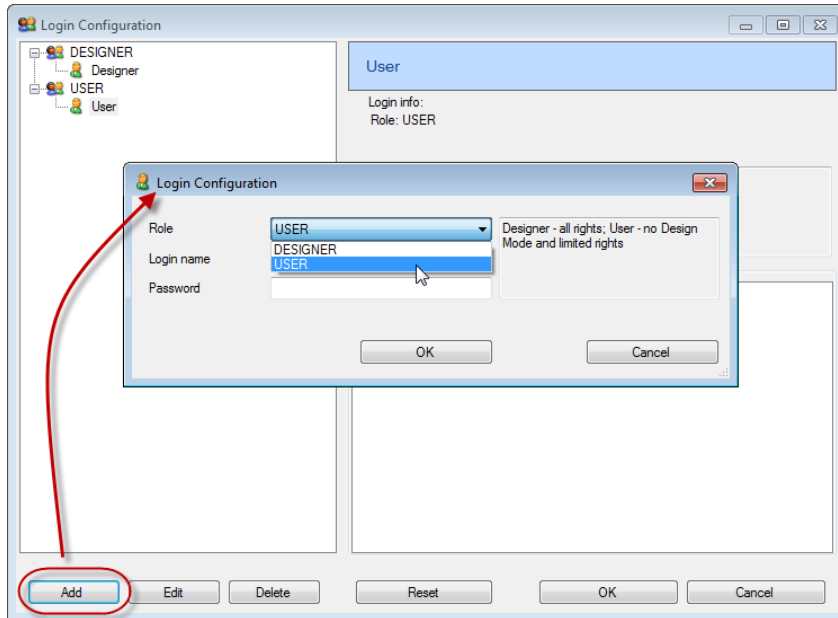 Login Configuration
DESIGNER
Designer
USER
User
User
Login info:
Role: USER
Login Configuration
Role
USER
DESIGNER
USER
Login name
Password
Designer - all rights; User - no Design
Mode and limited rights
OK
Cancel
Add
Edit
Delete
Reset
OK
Cancel